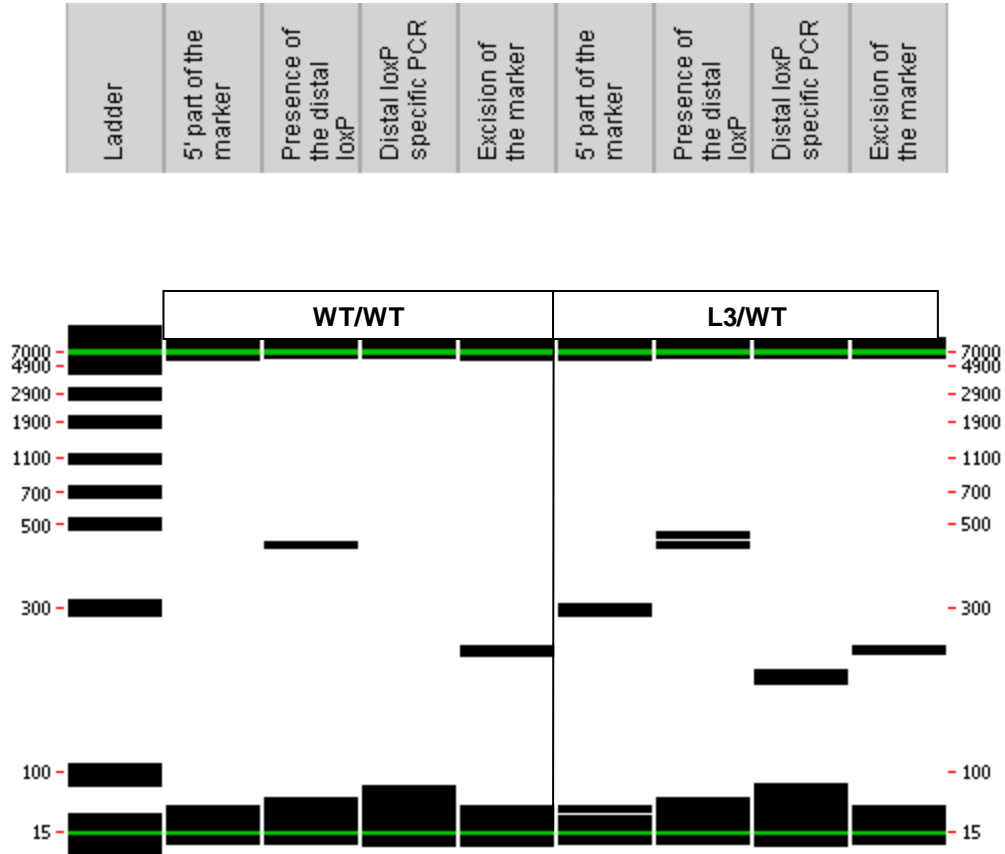 Ladder
5' part of the
marker
Presence of
the distal
loxP
Distal loxP
specific PCR
Excision of
the marker
5' part of the
marker
Presence of
the distal
loxP
Distal loxP
specific PCR
Excision of
the marker
WT/WT
L3/WT
7000
4900
2900
1900
1100
700
500
300
100
15
7000
4900
2900
1900
1100
700
500
300
100
15